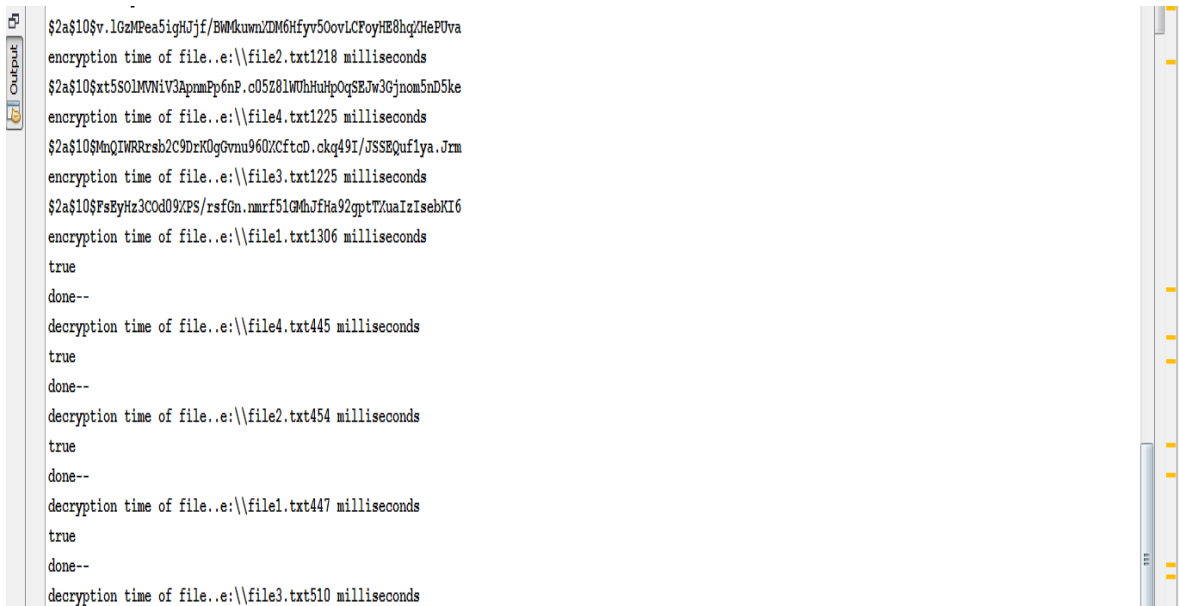 Output
$2a$10$v.lGzMPea5igHJjf/BWMkuwnXDM6Hfyv5OovLCFoyHE8hqXHePUva
encryption time of file..e:\\file2.txt1218 milliseconds
$2a$10$xt5SOlMVNiV3ApnmPp6nP.c05Z8lWUhHuHpOqSEJw3Gjnom5nD5ke
encryption time of file..e:\\file4.txt1225 milliseconds
$2a$10$MnQIWRRrsb2C9DrK0gGvnu960XCftcD.ckq49I/JSSEQuf1ya.Jrm
encryption time of file..e:\\file3.txt1225 milliseconds
$2a$10$FsEyHz3COd09XPS/rsfGn.nmrf51GMhJfHa92gptTXuaIzIsebKI6
encryption time of file..e:\\file1.txt1306 milliseconds
true
done--
decryption time of file..e:\\file4.txt445 milliseconds
true
done--
decryption time of file..e:\\file2.txt454 milliseconds
true
done--
decryption time of file..e:\\file1.txt447 milliseconds
true
done--
decryption time of file..e:\\file3.txt510 milliseconds